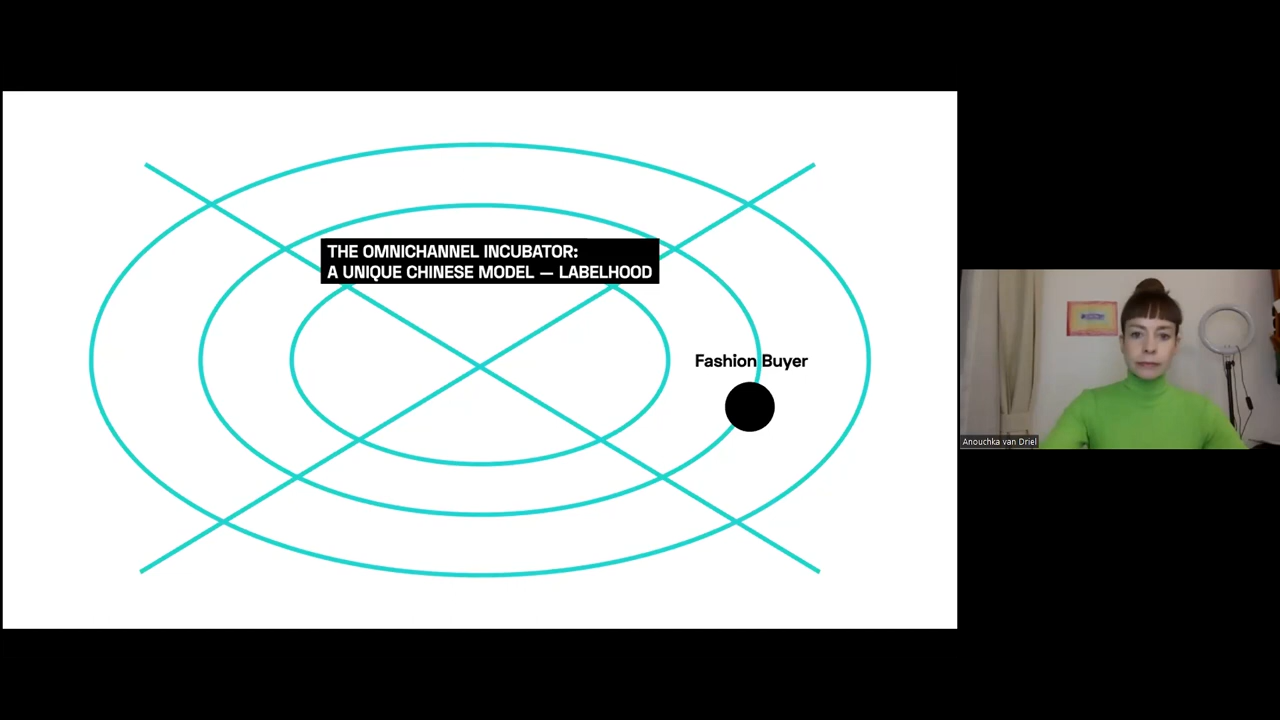 THE OMNICHANNEL INCUBATOR:
A UNIQUE CHINESE MODEL — LABELHOOD
Fashion Buyer
Anouchka van Driel